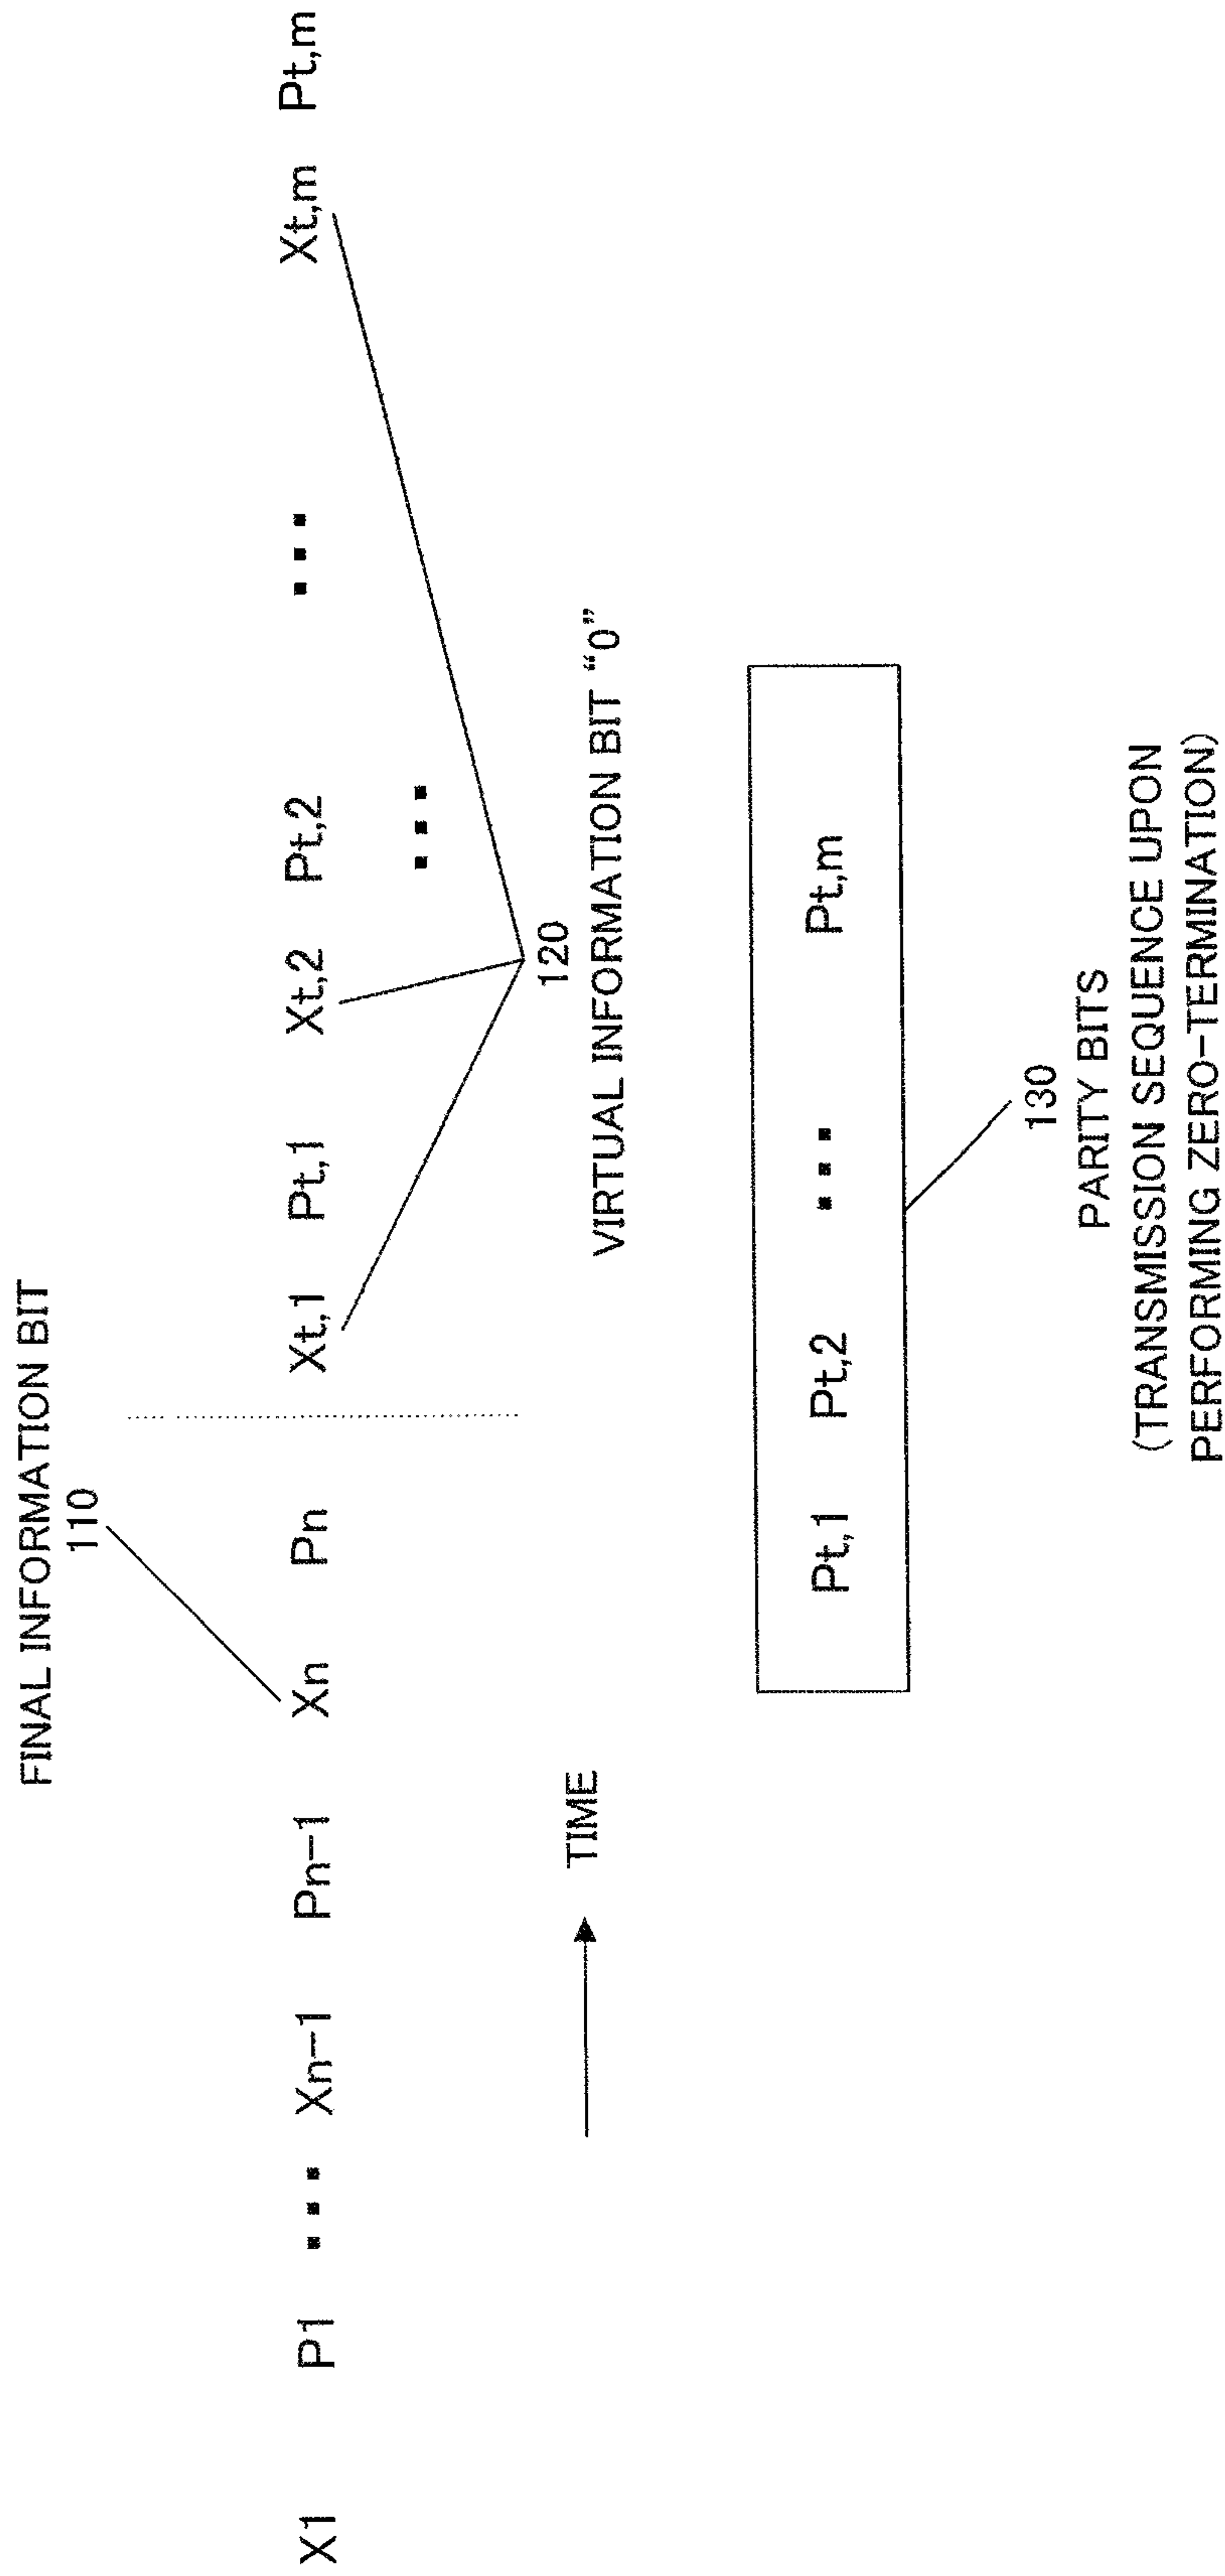 FINAL INFORMATION BIT
110
X1 P1 ▪▪▪ Xn-1 Pn-1 Xn Pn Xt,1 Pt,1 Xt,2 Pt,2 ▪▪▪ Xt,m Pt,m
▪▪▪
120
VIRTUAL INFORMATION BIT “0”
TIME
Pt,1 Pt,2 ▪▪▪ Pt,m
130
PARITY BITS
(TRANSMISSION SEQUENCE UPON
PERFORMING ZERO-TERMINATION)